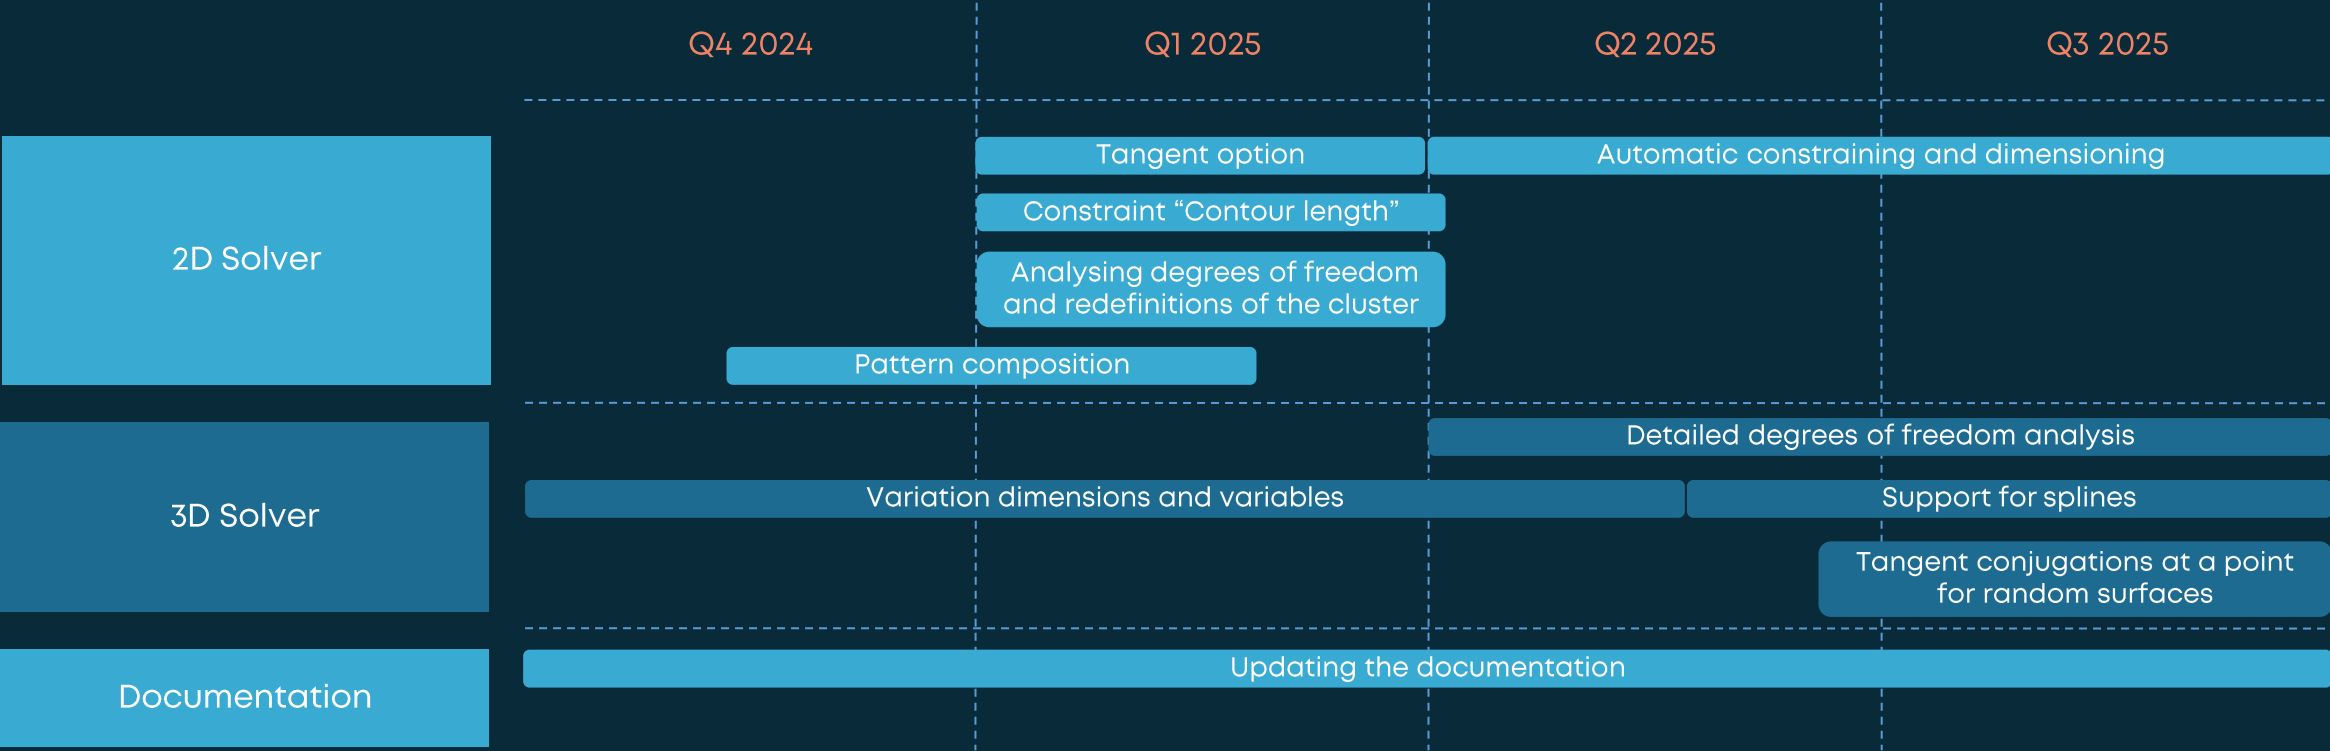 Q4 2024
Q1 2025
Q2 2025
Q3 2025
2D Solver
Tangent option
Automatic constraining and dimensioning
Constraint “Contour length”
Analysing degrees of freedom
and redefinitions of the cluster
Pattern composition
3D Solver
Detailed degrees of freedom analysis
Variation dimensions and variables
Support for splines
Tangent conjugations at a point
for random surfaces
Documentation
Updating the documentation